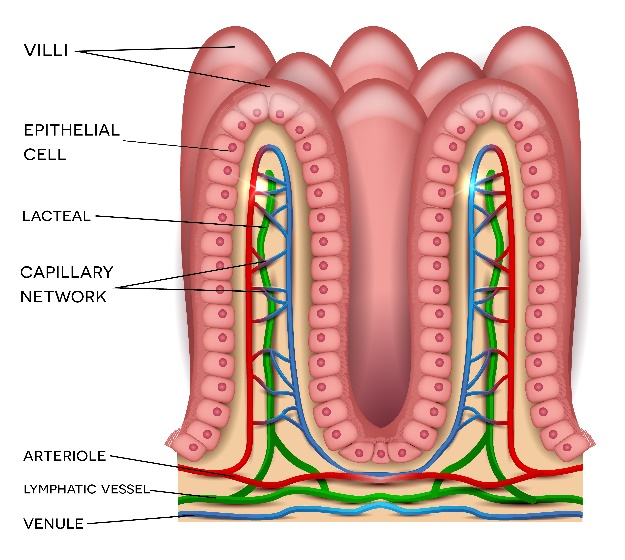 VILLI
EPITHELIAL
CELL
LACTEAL
CAPILLARY
NETWORK
ARTERIOLE
LYMPHATIC VESSEL
VENULE